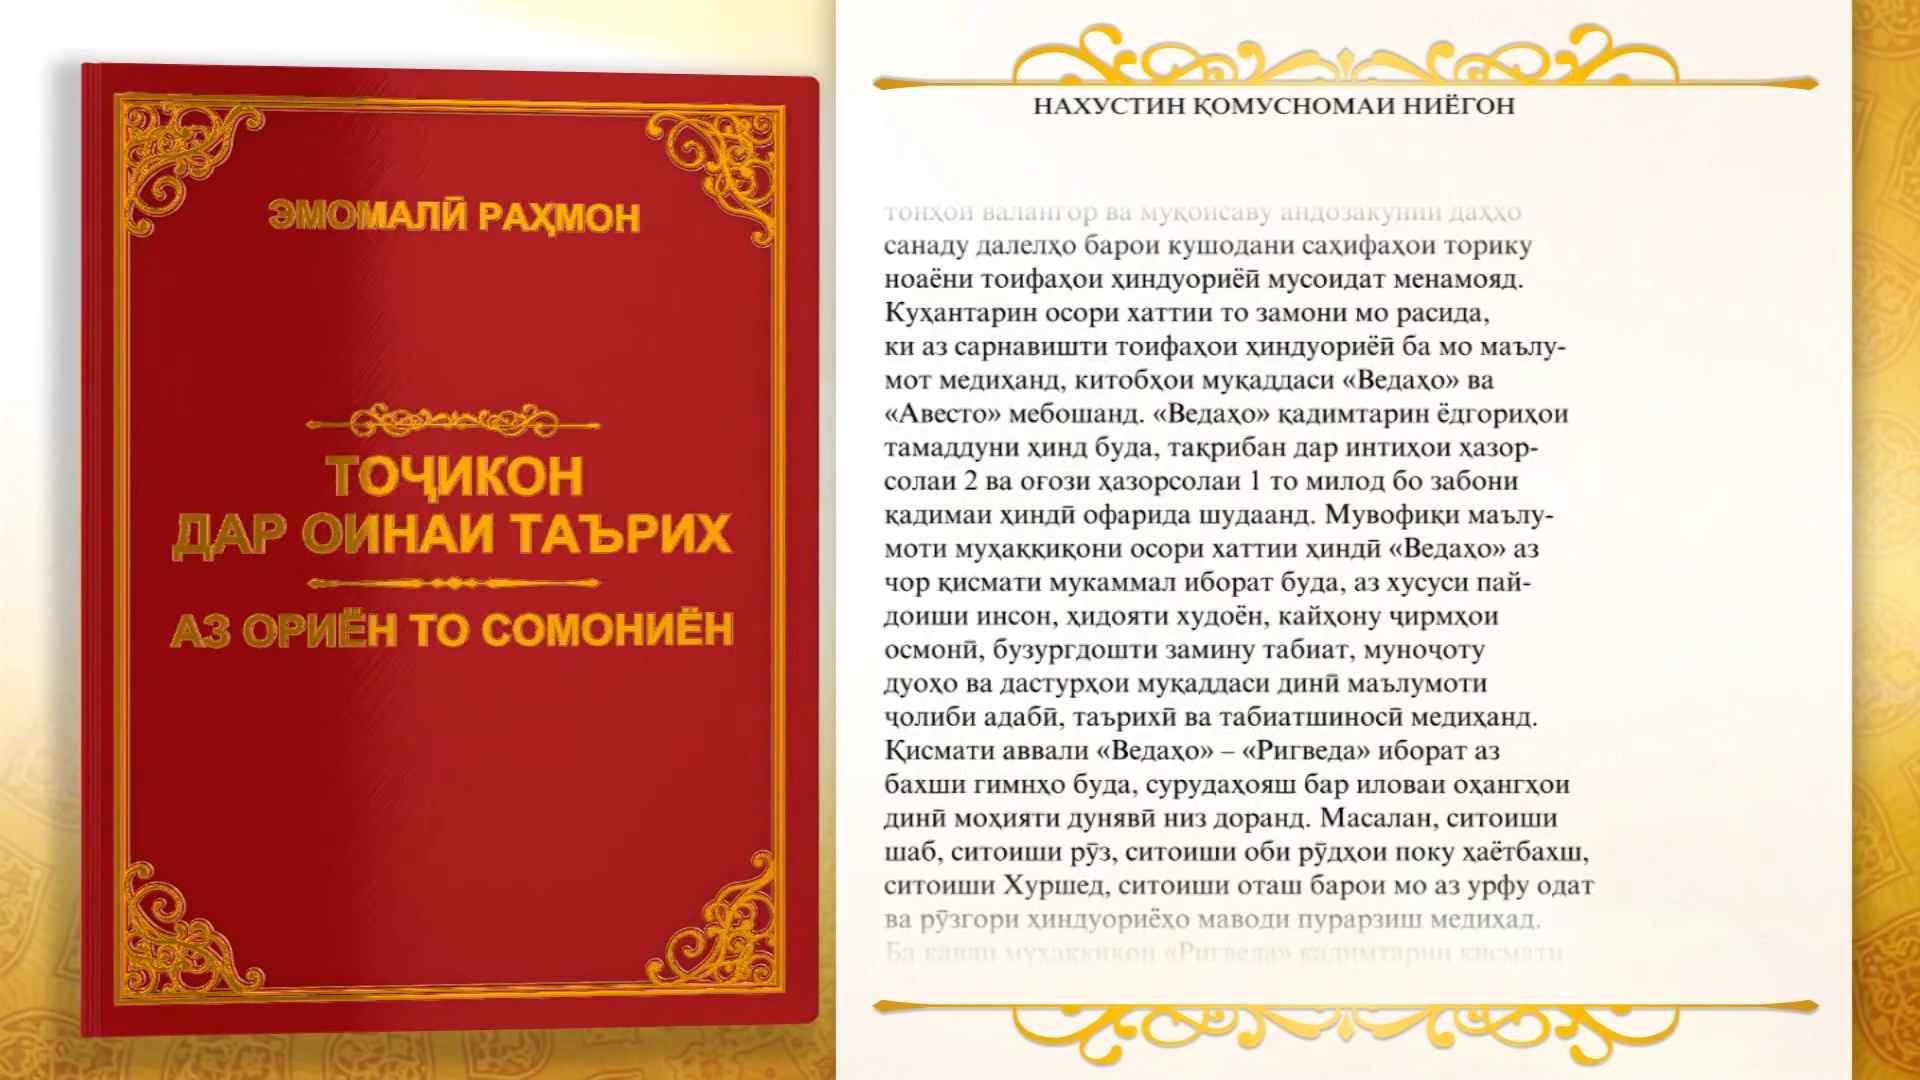 ЭМОМАЛӢ РАҲМОН
ТОҶИКОН
ДАР ОИНАИ ТАЪРИХ
АЗ ОРИЁН ТО СОМОНИЁН
НАХУСТИН ҚОМУСНОМАИ НИЁГОН
тонҳои валангор ва муқоисаву андозакунии даҳҳо
санаду далелҳо барои кушодани саҳифаҳои торику
ноаёни тоифаҳои ҳиндуориёӣ мусоидат менамояд.
Куҳантарин осори хаттии то замони мо расида,
ки аз сарнавишти тоифаҳои ҳиндуориёӣ ба мо маълу-
мот медиҳанд, китобҳои муқаддаси «Ведаҳо» ва
«Авесто» мебошанд. «Ведаҳо» қадимтарин ёдгориҳои
тамаддуни ҳинд буда, тақрибан дар интиҳои ҳазор-
солаи 2 ва оғози ҳазорсолаи 1 то милод бо забони
қадимаи ҳиндӣ офарида шудаанд. Мувофиқи маълу-
моти муҳаққиқони осори хаттии ҳиндӣ «Ведаҳо» аз
чор қисмати мукаммал иборат буда, аз хусуси пай-
доиши инсон, ҳидояти худоён, кайҳону ҷирмҳои
осмонӣ, бузургдошти замину табиат, муноҷоту
дуоҳо ва дастурҳои муқаддаси динӣ маълумоти
ҷолиби адабӣ, таърихӣ ва табиатшиносӣ медиҳанд.
Қисмати аввали «Ведаҳо» – «Ригведа» иборат аз
бахши гимнҳо буда, сурудаҳояш бар иловаи оҳангҳои
динӣ моҳияти дунявӣ низ доранд. Масалан, ситоиши
шаб, ситоиши рӯз, ситоиши оби рӯдҳои поку ҳаётбахш,
ситоиши Хуршед, ситоиши оташ барои мо аз урфу одат
ва рӯзгори ҳиндуориёҳо маводи пурарзиш медиҳад.
Ба қавли муҳаққиқон «Ригведа» қадимтарин қисмати